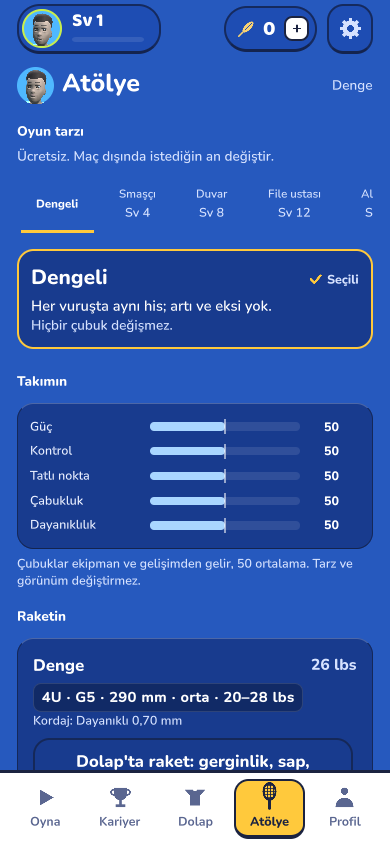 Sv 1
0
+
Atölye
Denge
Oyun tarzı
Ücretsiz. Maç dışında istediğin an değiştir.
Dengeli
Smaşçı
Sv 4
Duvar
Sv 8
File ustası
Sv 12
Al
S
Dengeli
Seçili
Her vuruşta aynı his; artı ve eksi yok.
Hiçbir çubuk değişmez.
Takımın
Güç 50
Kontrol 50
Tatlı nokta 50
Çabukluk 50
Dayanıklılık 50
Çubuklar ekipman ve gelişimden gelir, 50 ortalama. Tarz ve
görünüm değiştirmez.
Raketin
Denge
26 lbs
4U · G5 · 290 mm · orta · 20–28 lbs
Kordaj: Dayanıklı 0,70 mm
Dolap'ta raket: gerginlik, sap,
Oyna
Kariyer
Dolap
Atölye
Profil